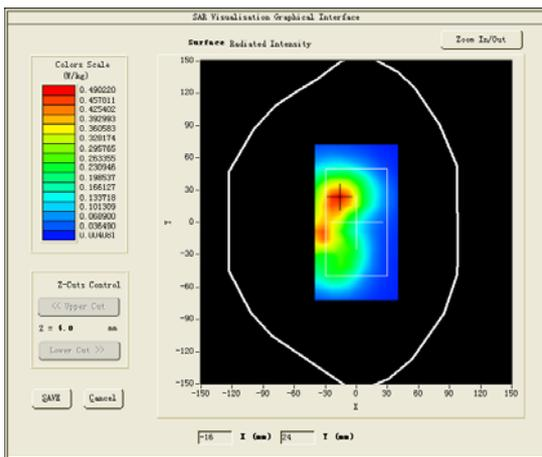 SAR Visualisation Graphical Interface
Surface Radiated Intensity
Zoom In/Out
Colors Scale
(W/kg)
0.490220
0.457811
0.425402
0.392993
0.360583
0.328174
0.295765
0.263355
0.230946
0.198537
0.166127
0.133718
0.101309
0.068900
0.036490
0.004081
150
120
90
60
30
0
-30
-60
-90
-120
-150
Y
-150 -120 -90 -60 -30 0 30 60 90 120 150
X
Z-Cuts Control
<< Upper Cut
Z = 4.0 mm
Lower Cut >>
SAVE Cancel
-16 X (mm) 24 Y (mm)